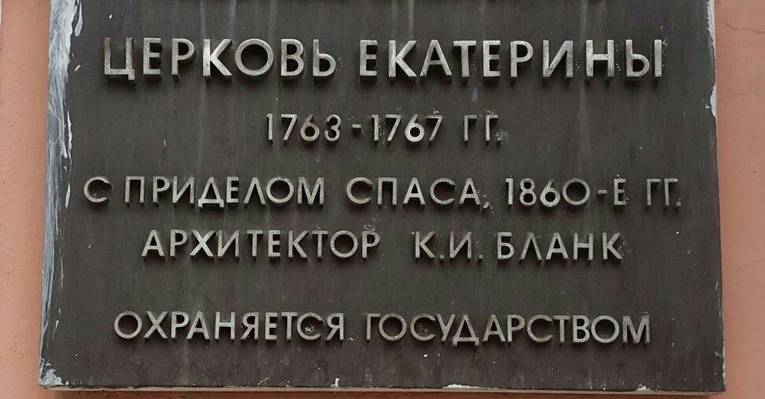 ЦЕРКОВЬ ЕКАТЕРИНЫ
1763-1767 ГГ.
С ПРИДЕЛОМ СПАСА, 1860-Е ГГ.
АРХИТЕКТОР К.И. БЛАНК
ОХРАНЯЕТСЯ ГОСУДАРСТВОМ